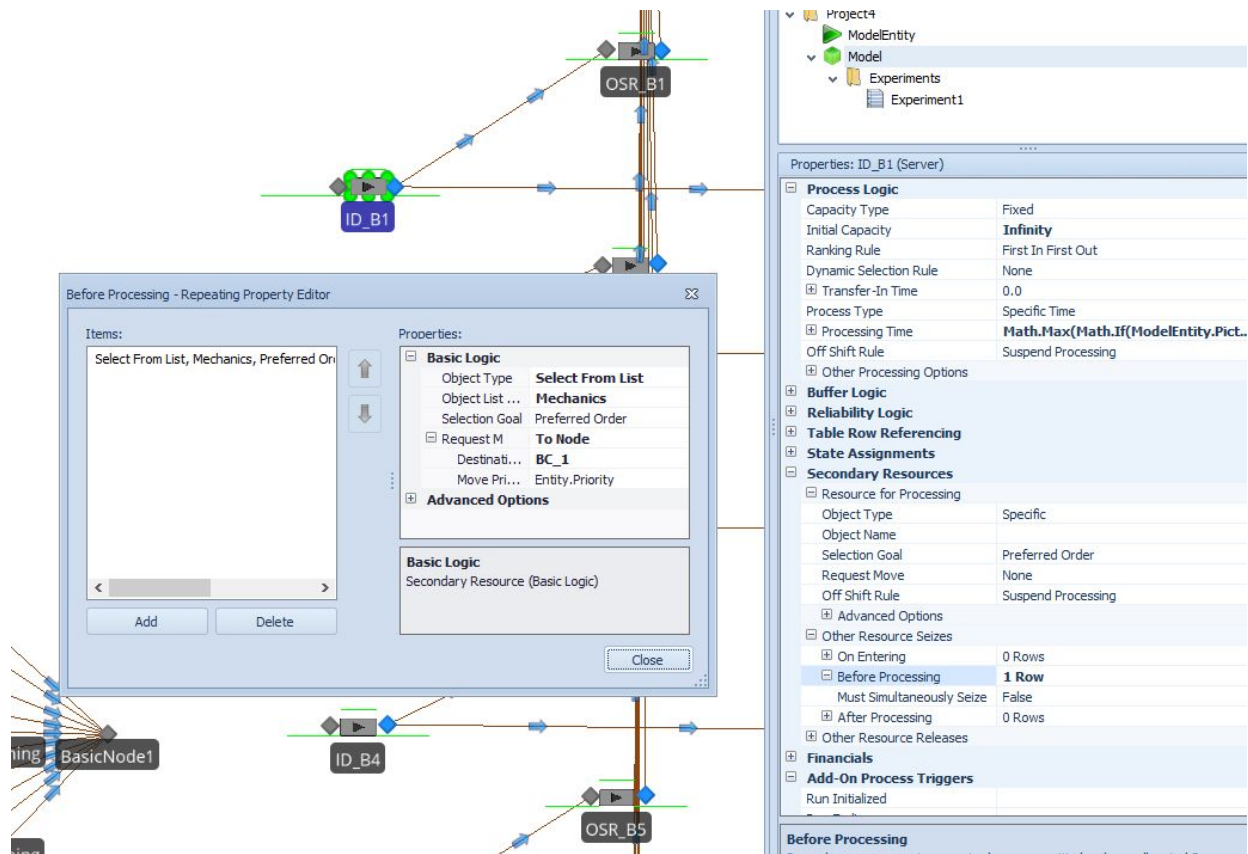 Project4
ModelEntity
Model
Experiments
Experiment1
OSR_B1
ID_B1
Before Processing - Repeating Property Editor
Items:
Select From List, Mechanics, Preferred Or
Add Delete
Properties:
Basic Logic
Object Type Select From List
Object List ... Mechanics
Selection Goal Preferred Order
Request M To Node
Destinati... BC_1
Move Pri... Entity.Priority
Advanced Options
Basic Logic
Secondary Resource (Basic Logic)
Close
BasicNode1
ID_B4
OSR_B5
Properties: ID_B1 (Server)
Process Logic
Capacity Type Fixed
Initial Capacity Infinity
Ranking Rule First In First Out
Dynamic Selection Rule None
Transfer-In Time 0.0
Process Type Specific Time
Processing Time Math.Max(Math.If(ModelEntity.Pict...
Off Shift Rule Suspend Processing
Other Processing Options
Buffer Logic
Reliability Logic
Table Row Referencing
State Assignments
Secondary Resources
Resource for Processing
Object Type Specific
Object Name
Selection Goal Preferred Order
Request Move None
Off Shift Rule Suspend Processing
Advanced Options
Other Resource Seizes
On Entering 0 Rows
Before Processing 1 Row
Must Simultaneously Seize False
After Processing 0 Rows
Other Resource Releases
Financials
Add-On Process Triggers
Run Initialized
Before Processing